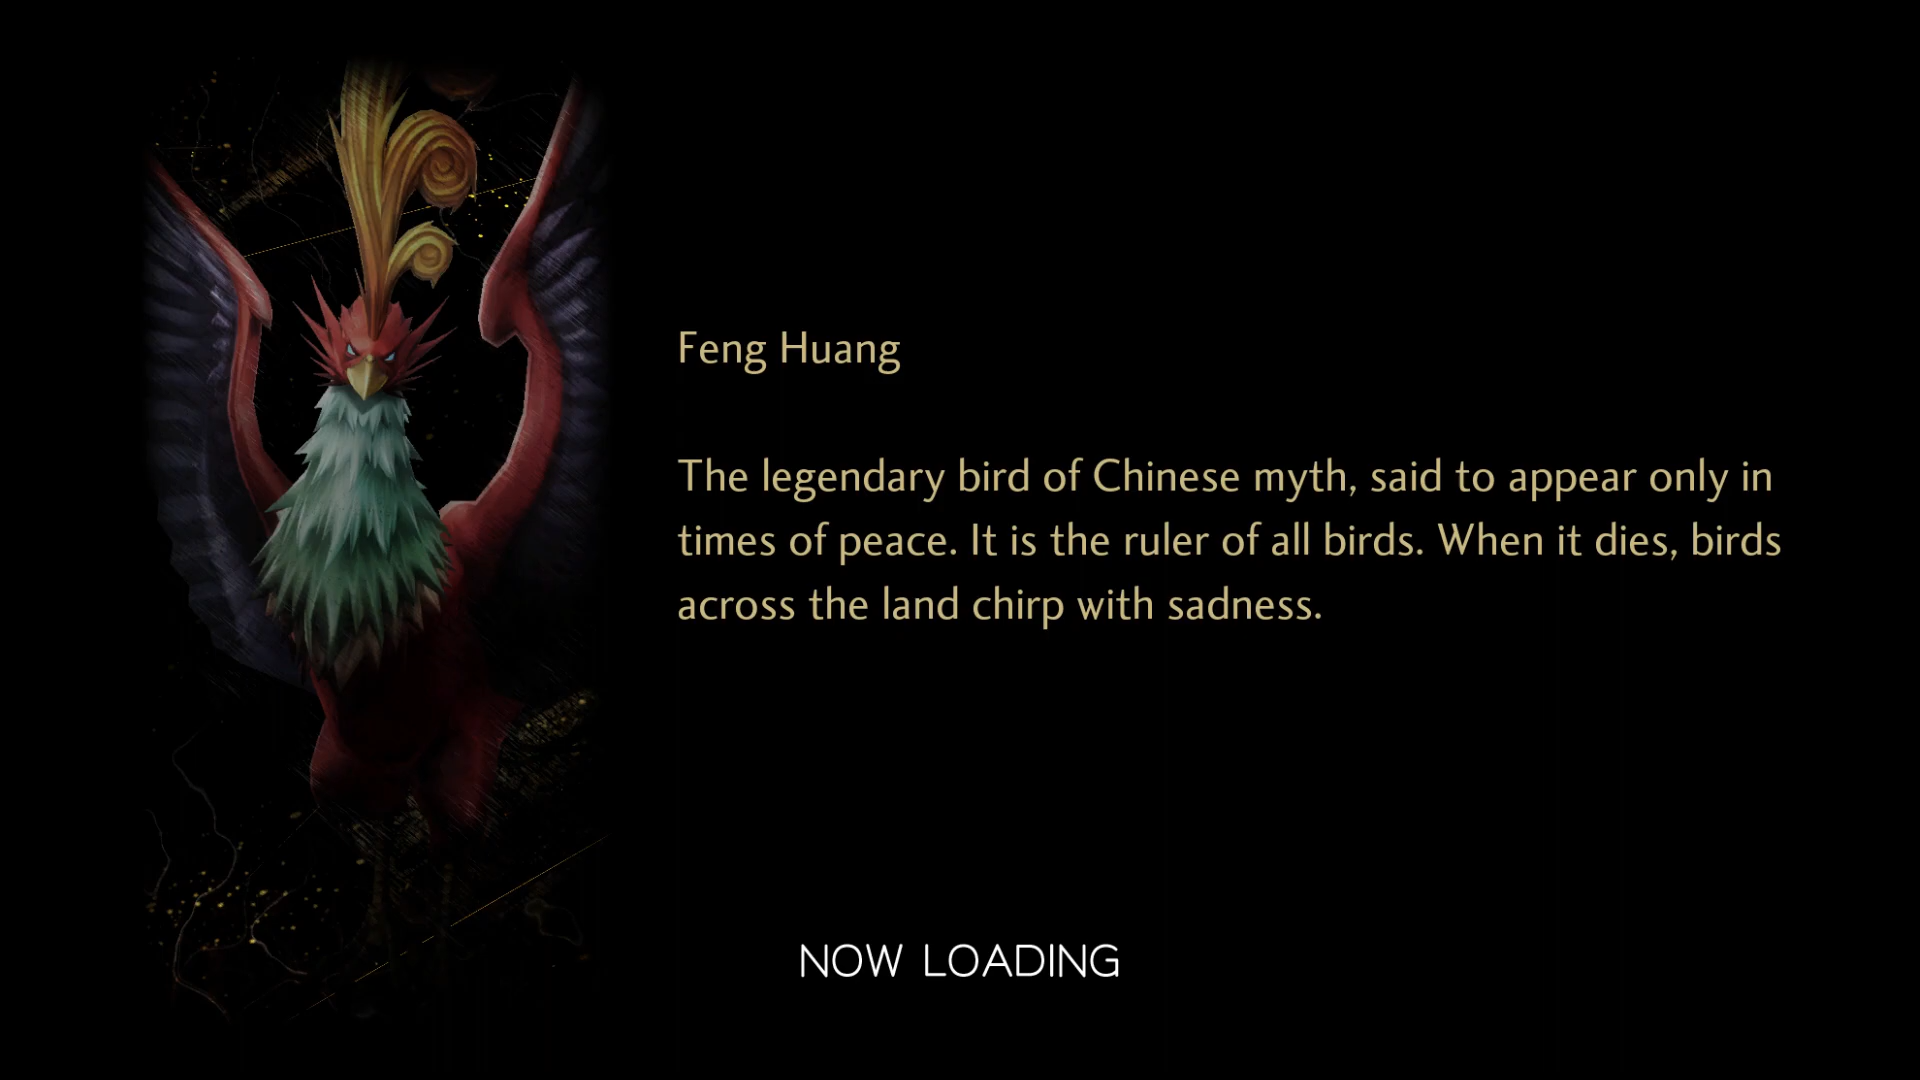 Feng Huang
The legendary bird of Chinese myth, said to appear only in
times of peace. It is the ruler of all birds. When it dies, birds
across the land chirp with sadness.
NOW LOADING